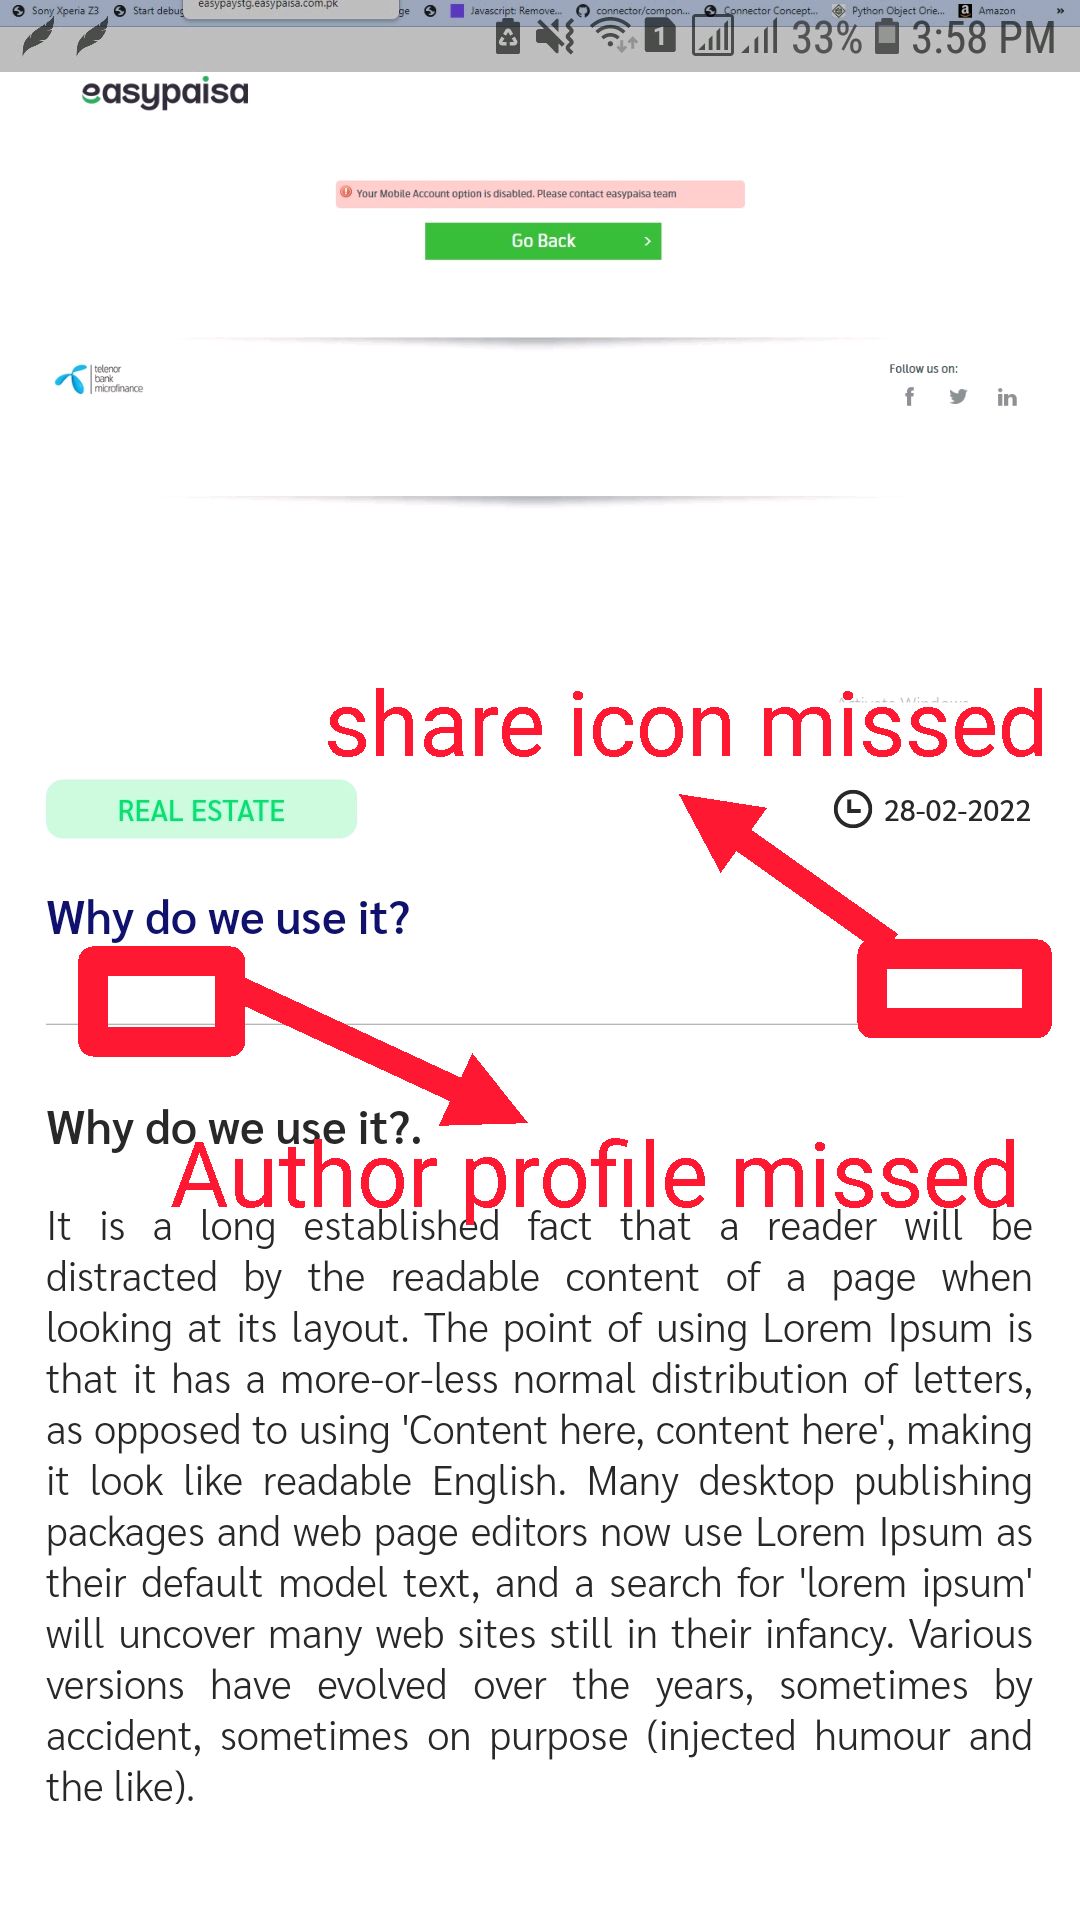 Sony Xperia Z3 Start debug easypaystg.easypaisa.com.pk ge Javascript: Remove... connector/compon... Connector Concept... Python Object Orie... Amazon »
1 33% 3:58 PM
easypaisa
Your Mobile Account option is disabled. Please contact easypaisa team
Go Back >
telenor
bank
microfinance
Follow us on:
f in
share icon missed
REAL ESTATE 28-02-2022
Why do we use it?
Why do we use it?.
Author profile missed
It is a long established fact that a reader will be
distracted by the readable content of a page when
looking at its layout. The point of using Lorem Ipsum is
that it has a more-or-less normal distribution of letters,
as opposed to using 'Content here, content here', making
it look like readable English. Many desktop publishing
packages and web page editors now use Lorem Ipsum as
their default model text, and a search for 'lorem ipsum'
will uncover many web sites still in their infancy. Various
versions have evolved over the years, sometimes by
accident, sometimes on purpose (injected humour and
the like).